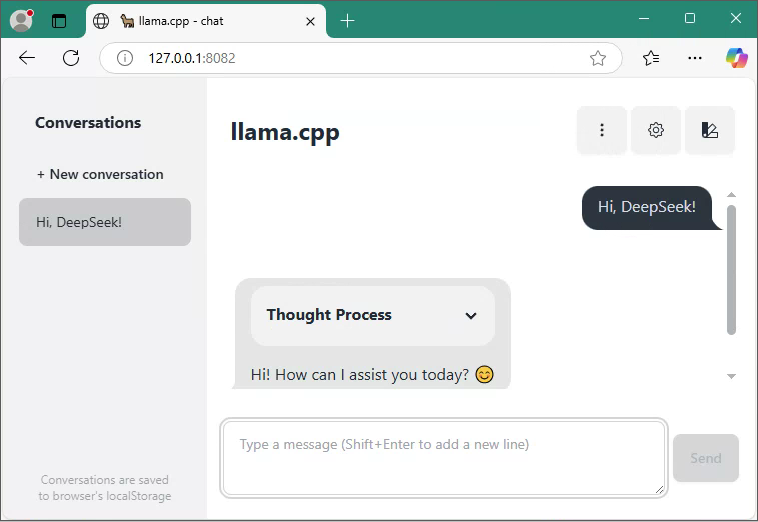 llama.cpp - chat
127.0.0.1:8082
Conversations
+ New conversation
Hi, DeepSeek!
Conversations are saved
to browser's localStorage
llama.cpp
Hi, DeepSeek!
Thought Process
Hi! How can I assist you today? 😊
Type a message (Shift+Enter to add a new line)
Send